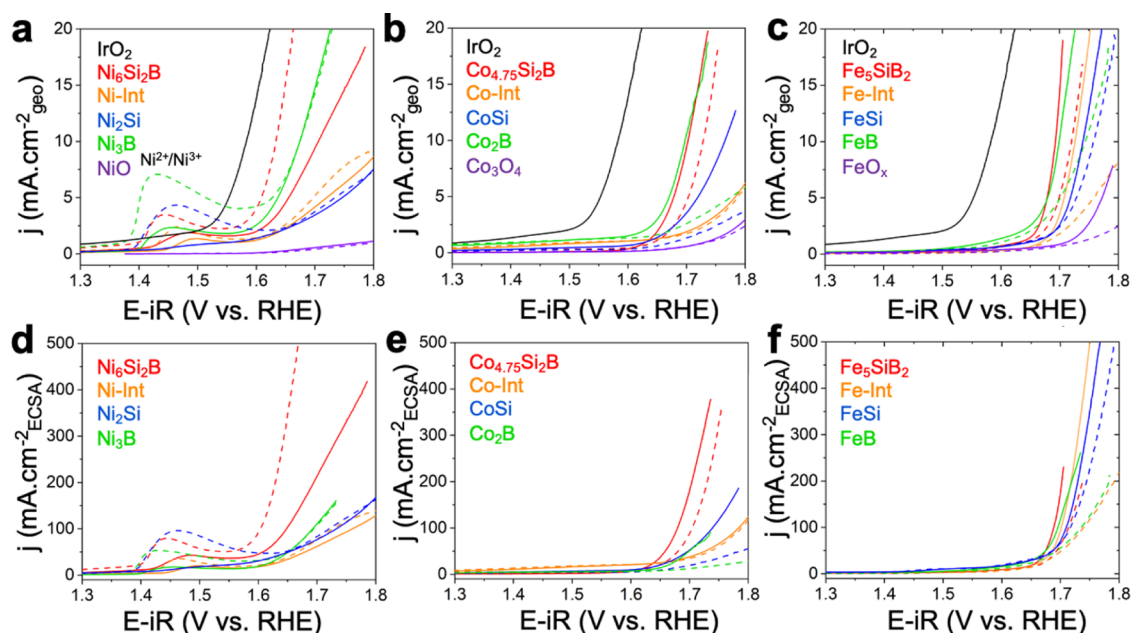 a
20
15
10
5
0
j (mA.cm⁻²geo)
IrO₂
Ni₆Si₂B
Ni-Int
Ni₂Si
Ni₃B
NiO
Ni²⁺/Ni³⁺
1.3 1.4 1.5 1.6 1.7 1.8
E-iR (V vs. RHE)
b
20
15
10
5
0
j (mA.cm⁻²geo)
IrO₂
Co₄.₇₅Si₂B
Co-Int
CoSi
Co₂B
Co₃O₄
1.3 1.4 1.5 1.6 1.7 1.8
E-iR (V vs. RHE)
c
20
15
10
5
0
j (mA.cm⁻²geo)
IrO₂
Fe₅SiB₂
Fe-Int
FeSi
FeB
FeOₓ
1.3 1.4 1.5 1.6 1.7 1.8
E-iR (V vs. RHE)
d
500
400
300
200
100
0
j (mA.cm⁻²ECSA)
Ni₆Si₂B
Ni-Int
Ni₂Si
Ni₃B
1.3 1.4 1.5 1.6 1.7 1.8
E-iR (V vs. RHE)
e
500
400
300
200
100
0
j (mA.cm⁻²ECSA)
Co₄.₇₅Si₂B
Co-Int
CoSi
Co₂B
1.3 1.4 1.5 1.6 1.7 1.8
E-iR (V vs. RHE)
f
500
400
300
200
100
0
j (mA.cm⁻²ECSA)
Fe₅SiB₂
Fe-Int
FeSi
FeB
1.3 1.4 1.5 1.6 1.7 1.8
E-iR (V vs. RHE)